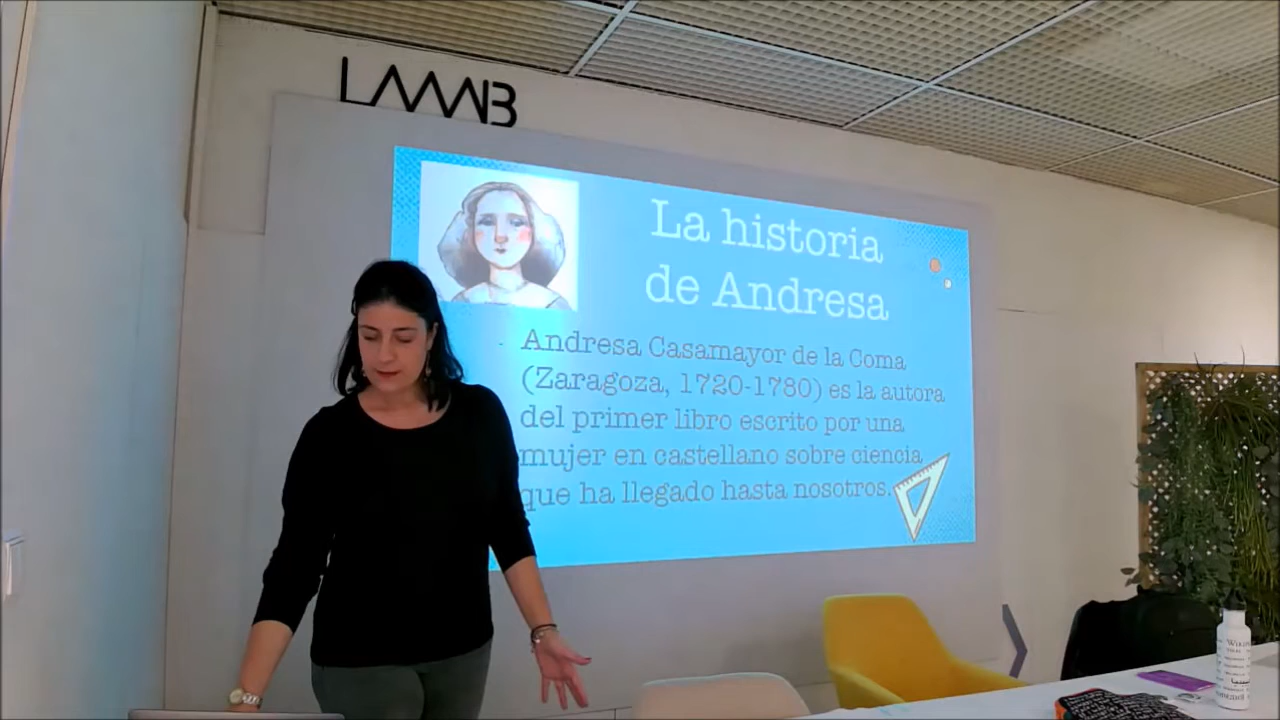 LAAAB
La historia
de Andresa
Andresa Casamayor de la Coma
(Zaragoza, 1720-1780) es la autora
del primer libro escrito por una
mujer en castellano sobre ciencia
que ha llegado hasta nosotros.